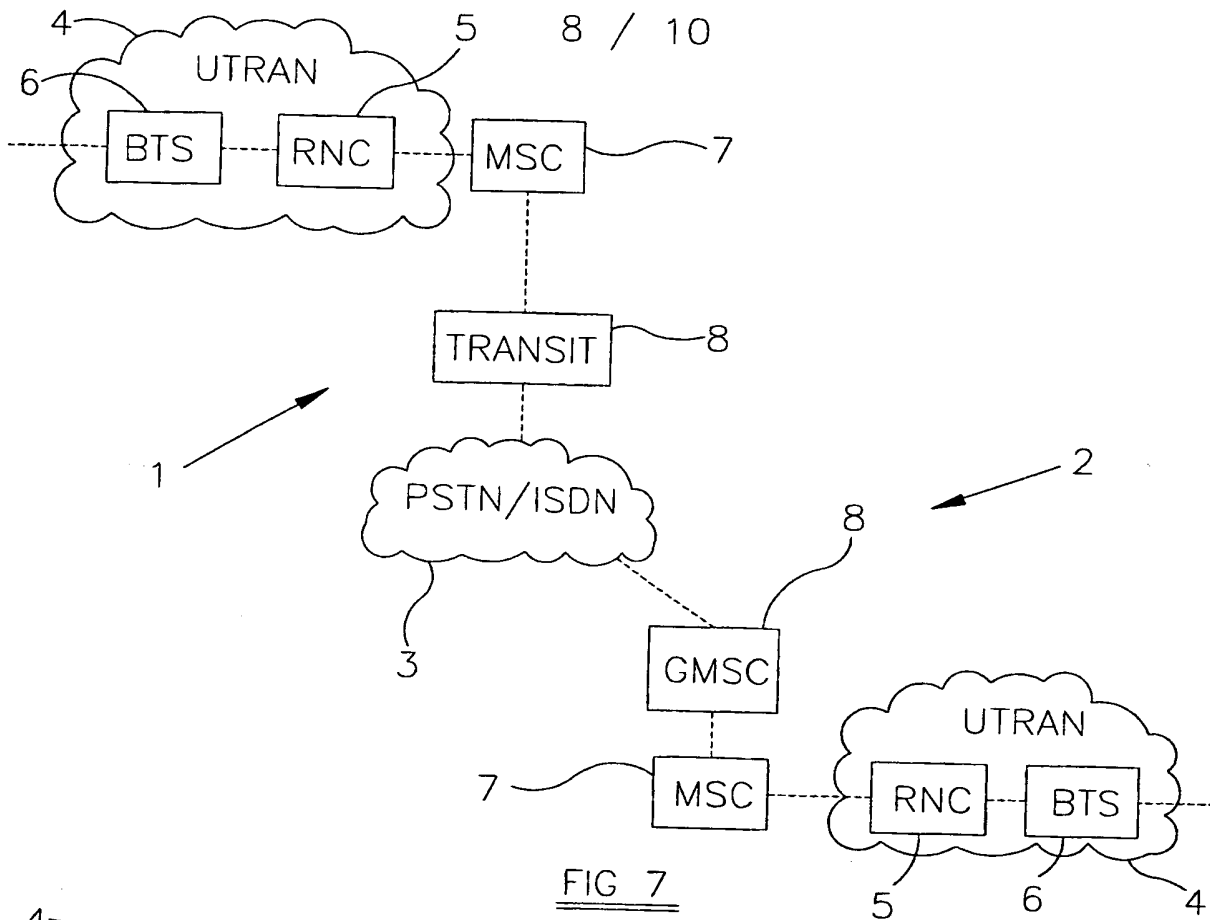 4
5
8 / 10
UTRAN
6
BTS
RNC
MSC
7
TRANSIT
8
1
PSTN/ISDN
2
8
3
GMSC
UTRAN
7
MSC
RNC
BTS
5
6
4
FIG 7
4